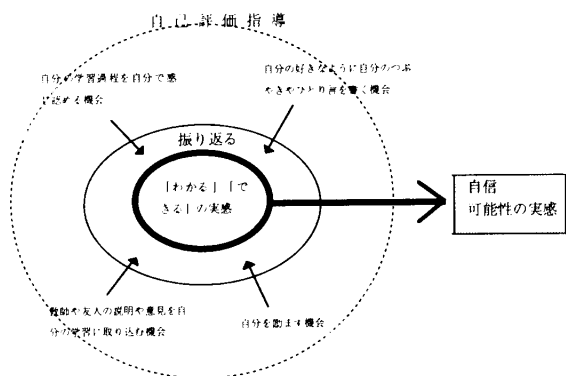 自己評価指導
自分の学習過程を自分で感
に認める機会
自分の好きなように自分のつぶ
やきやひとり言を書く機会
振り返る
「わかる」「で
きる」の実感
自信
可能性の実感
教師や友人の説明や意見を自
分の学習に取り込む機会
自分を励ます機会